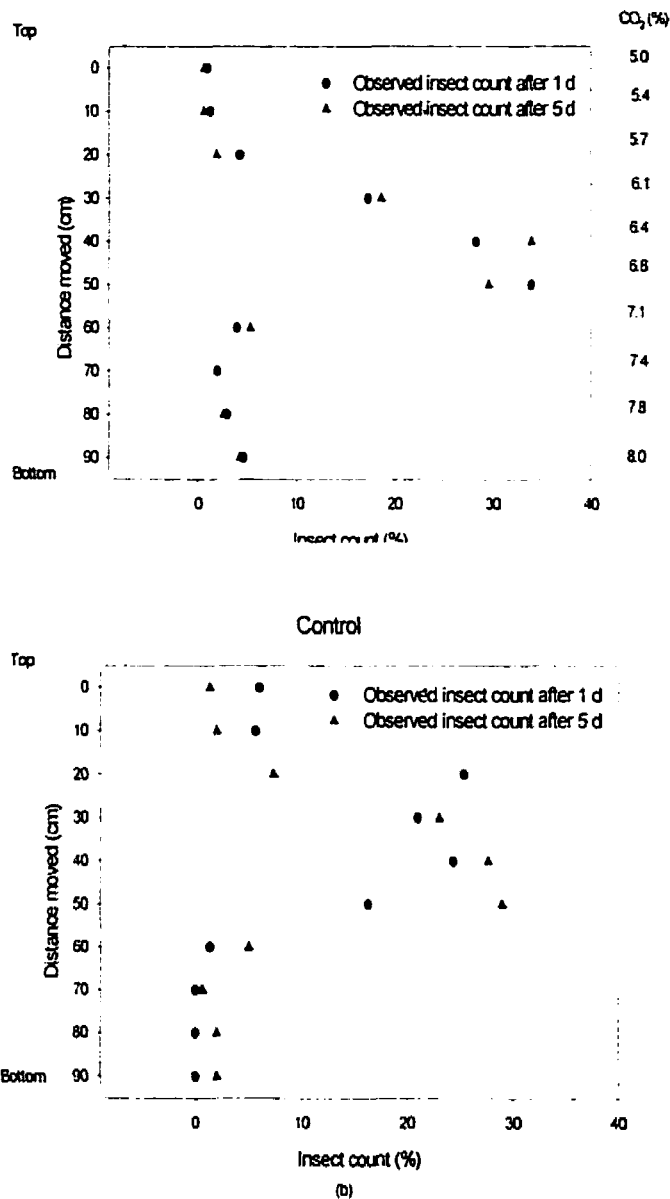 CO₂ (%)
Top
5.0
0
Observed insect count after 1 d
5.4
10
Observed insect count after 5 d
5.7
20
6.1
30
6.4
40
6.8
50
7.1
60
7.4
70
7.8
80
8.0
90
Bottom
Distance moved (cm)
0 10 20 30 40
Insect count (%)
Control
Top
0
Observed insect count after 1 d
10
Observed insect count after 5 d
20
30
40
50
60
70
80
Bottom 90
Distance moved (cm)
0 10 20 30 40
Insect count (%)
(b)